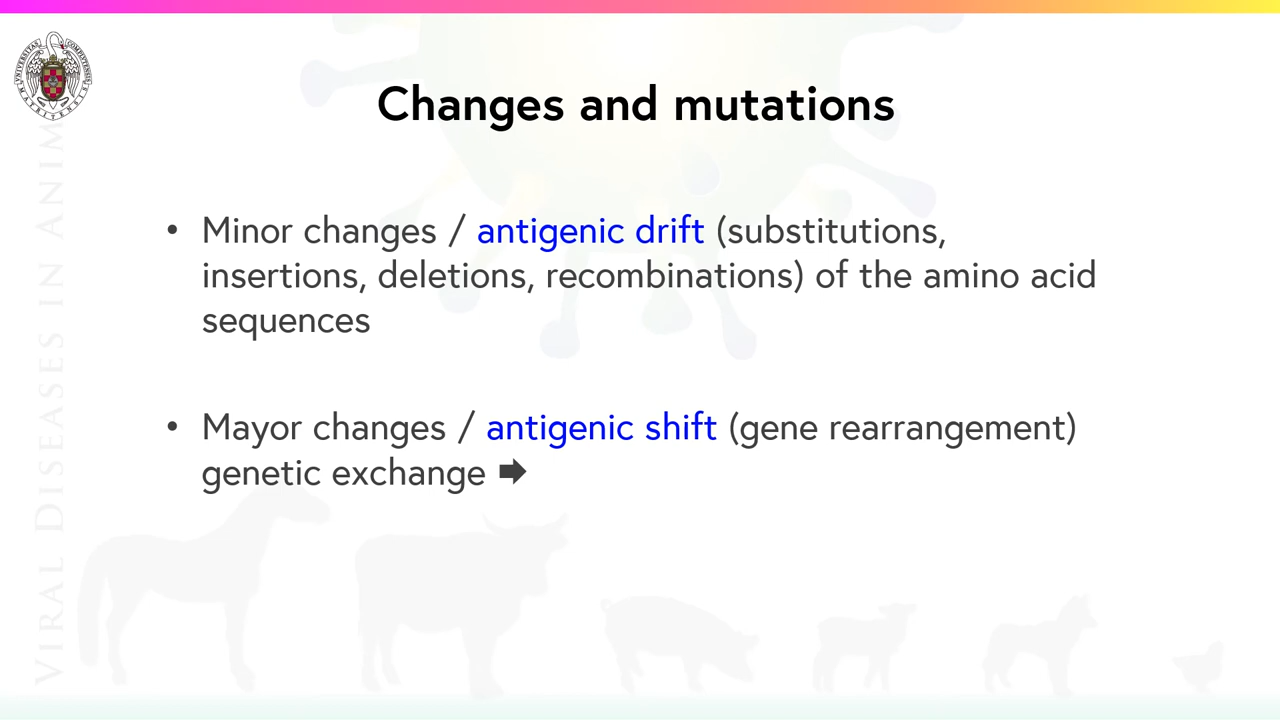 Changes and mutations
• Minor changes / antigenic drift (substitutions,
insertions, deletions, recombinations) of the amino acid
sequences
• Mayor changes / antigenic shift (gene rearrangement)
genetic exchange ➡
VIRAL DISEASES IN ANIM